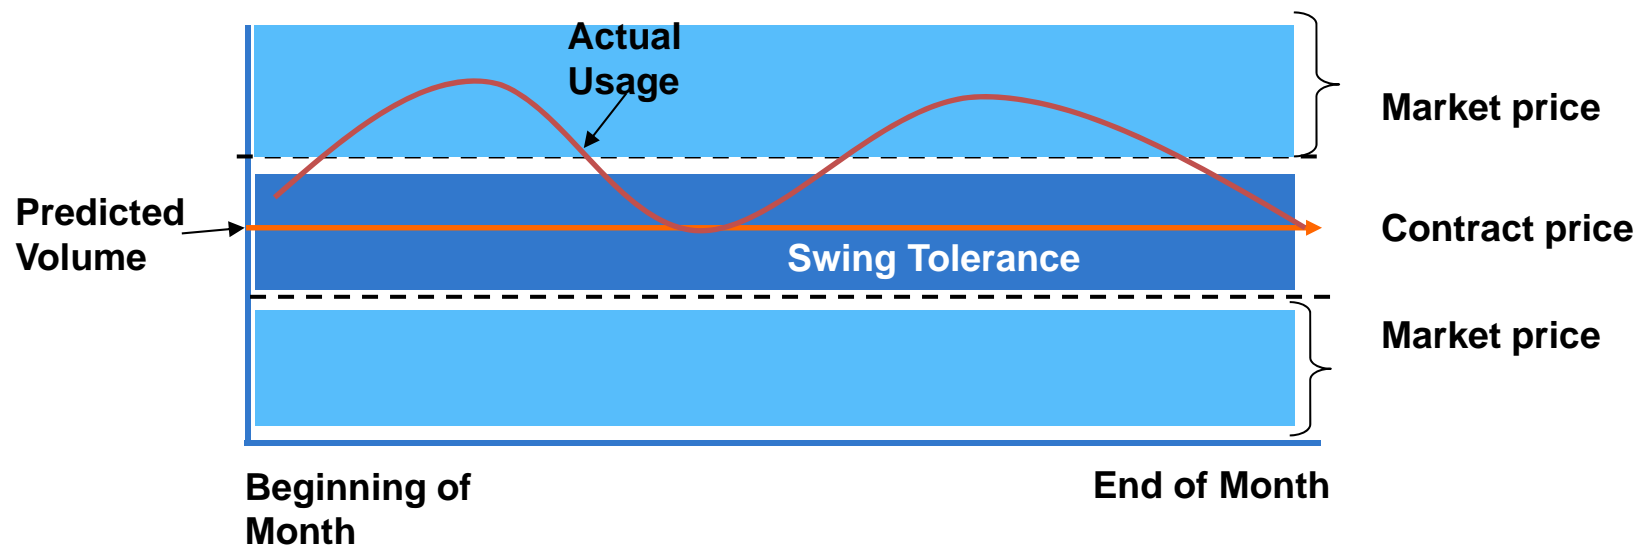 Actual
Usage
Market price
Predicted
Volume
Contract price
Swing Tolerance
Market price
Beginning of
Month
End of Month